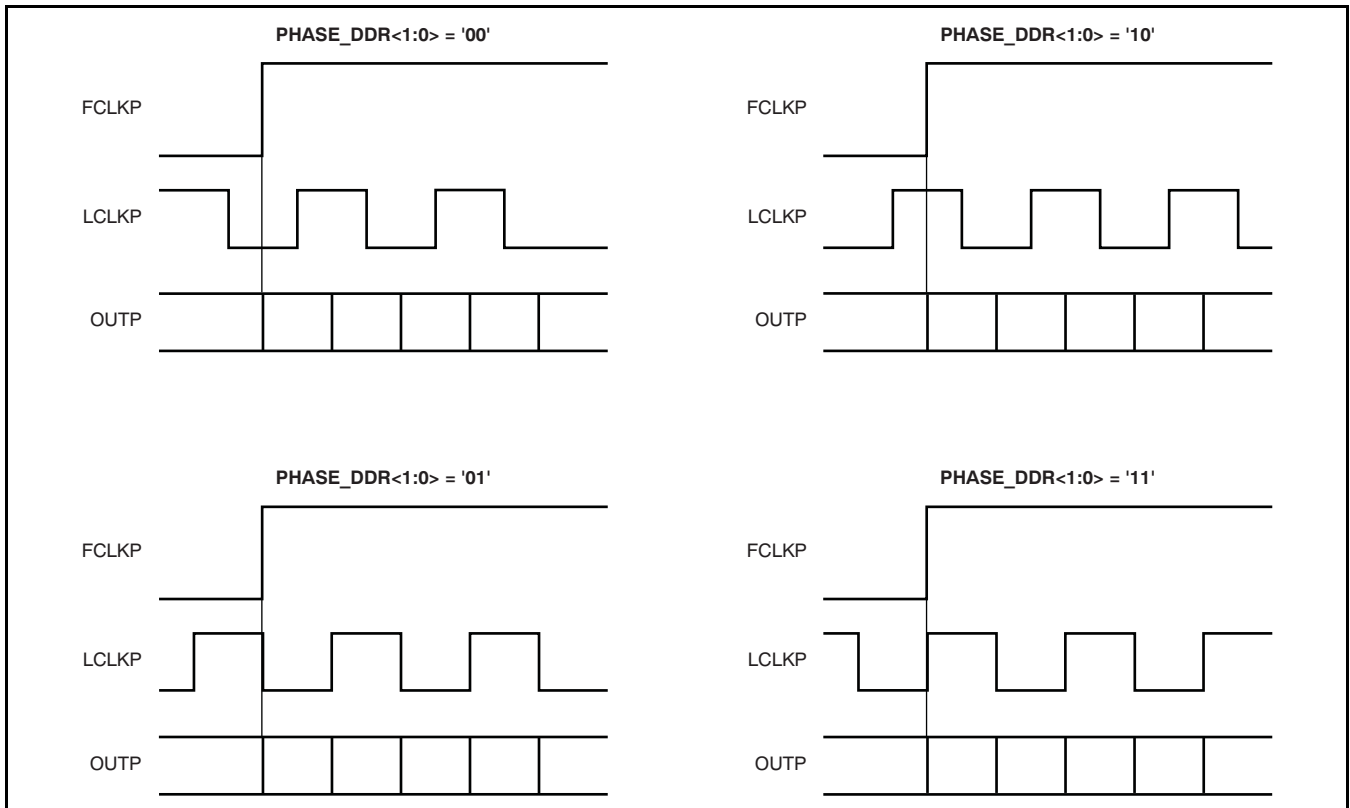 PHASE_DDR<1:0> = '00'
FCLKP
LCLKP
OUTP
PHASE_DDR<1:0> = '10'
FCLKP
LCLKP
OUTP
PHASE_DDR<1:0> = '01'
FCLKP
LCLKP
OUTP
PHASE_DDR<1:0> = '11'
FCLKP
LCLKP
OUTP